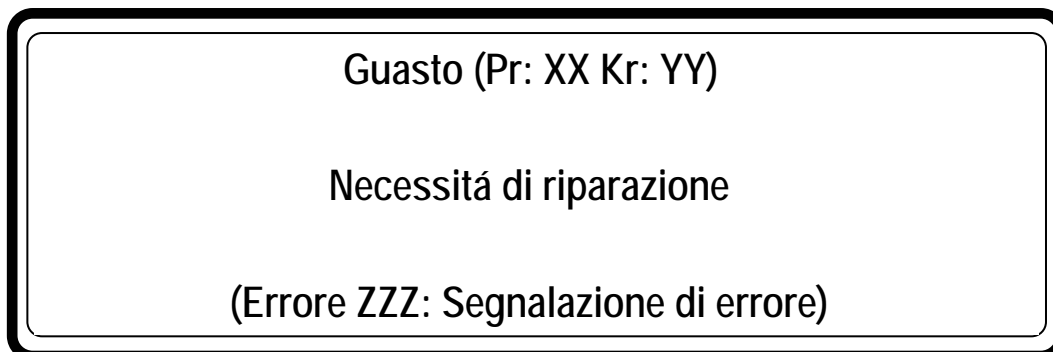 Guasto (Pr: XX Kr: YY)
Necessitá di riparazione
(Errore ZZZ: Segnalazione di errore)